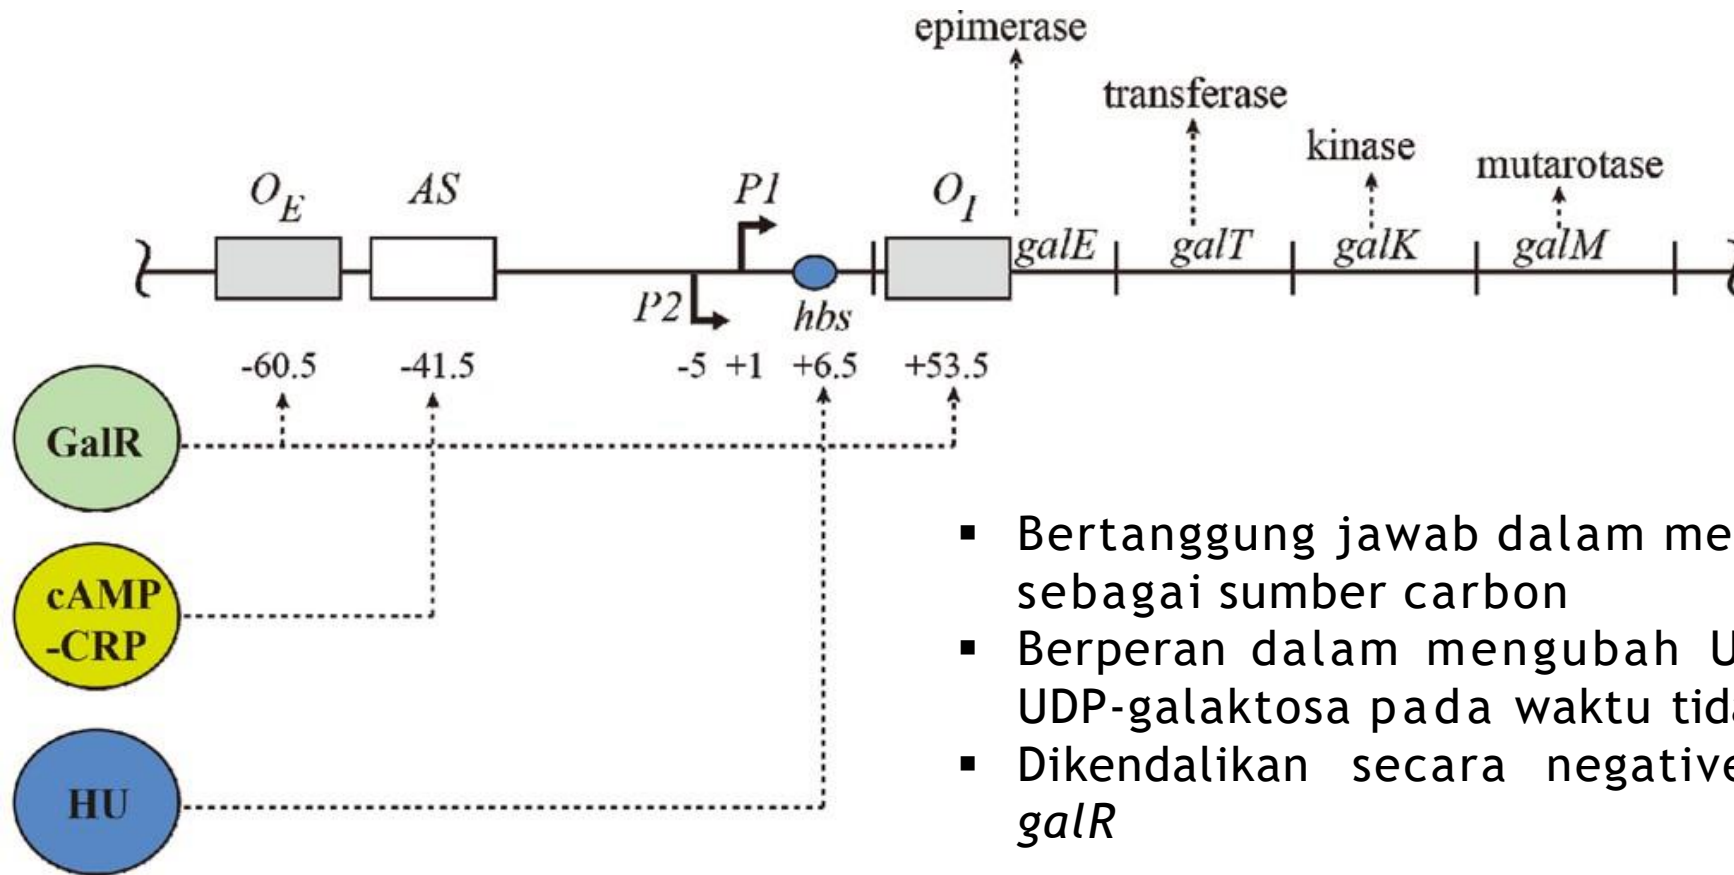 epimerase
transferase
kinase
mutarotase
O_E AS P1 O_I
galE galT galK galM
P2 hbs
-60.5 -41.5 -5 +1 +6.5 +53.5
GalR
cAMP
-CRP
HU
▪ Bertanggung jawab dalam me
sebagai sumber carbon
▪ Berperan dalam mengubah U
UDP-galaktosa pada waktu tida
▪ Dikendalikan secara negative
galR